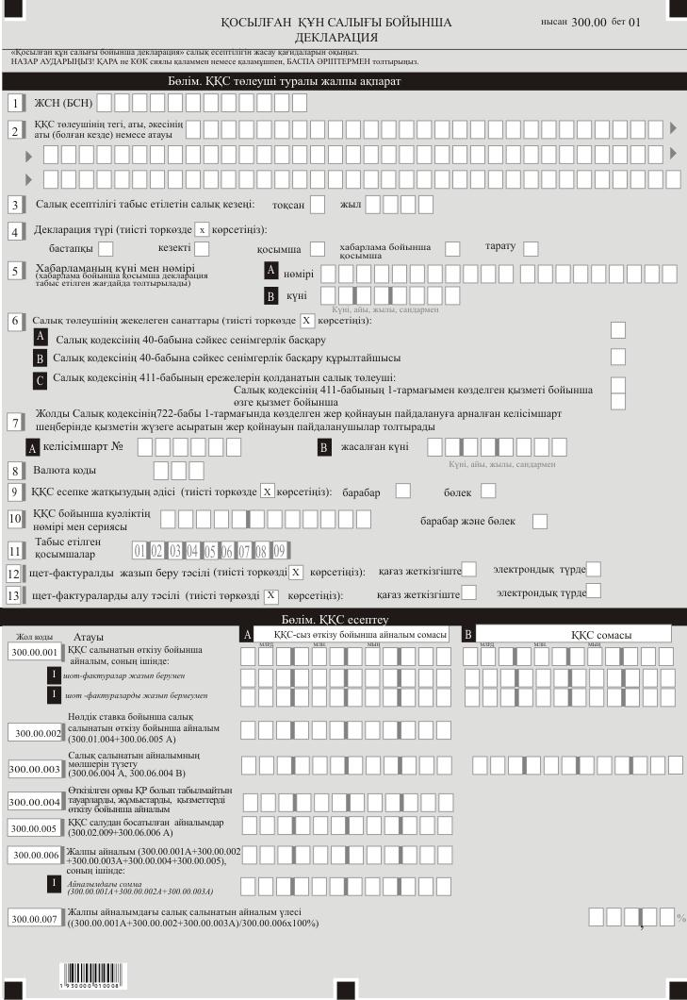 ҚОСЫЛҒАН ҚҰН САЛЫҒЫ БОЙЫНША
ДЕКЛАРАЦИЯ
нысан 300.00 бет 01
«Қосылған құн салығы бойынша декларация» салық есептілігін жасау қағидаларын оқыңыз.
НАЗАР АУДАРЫҢЫЗ! ҚАРА не КӨК сиялы қаламмен немесе қаламұшпен, БАСПА ӘРІПТЕРМЕН толтырыңыз.
Бөлім. ҚҚС төлеуші туралы жалпы ақпарат
1 ЖСН (БСН)
2 ҚҚС төлеушінің тегі, аты, әкесінің
аты (болған кезде) немесе атауы
3 Салық есептілігі табыс етілетін салық кезеңі: тоқсан жыл
4 Декларация түрі (тиісті торкөзде x көрсетіңіз):
бастапқы кезекті қосымша хабарлама бойынша
қосымша тарату
5 Хабарламаның күні мен нөмірі
(хабарлама бойынша қосымша декларация
табыс етілген жағдайда толтырылады)
A нөмірі
B күні
Күні, айы, жылы, сандармен
6 Салық төлеушінің жекелеген санаттары (тиісті торкөзде X көрсетіңіз):
A Салық кодексінің 40-бабына сәйкес сенімгерлік басқару
B Салық кодексінің 40-бабына сәйкес сенімгерлік басқару құрылтайшысы
C Салық кодексінің 411-бабының ережелерін қолданатын салық төлеуші:
Салық кодексінің 411-бабының 1-тармағымен көзделген қызметі бойынша
өзге қызмет бойынша
7 Жолды Салық кодексінің722-бабы 1-тармағында көзделген жер қойнауын пайдалануға арналған келісімшарт
шеңберінде қызметін жүзеге асыратын жер қойнауын пайдаланушылар толтырады
A келісімшарт № B жасалған күні
Күні, айы, жылы, сандармен
8 Валюта коды
9 ҚҚС есепке жатқызудың әдісі (тиісті торкөзде X көрсетіңіз): барабар бөлек
10 ҚҚС бойынша куәліктің
нөмірі мен сериясы
барабар және бөлек
11 Табыс етілген
қосымшалар
01 02 03 04 05 06 07 08 09
12 щет-фактуралды жазып беру тәсілі (тиісті торкөзді X көрсетіңіз): қағаз жеткізгіште электрондық түрде
13 щет-фактураларды алу тәсілі (тиісті торкөзді X көрсетіңіз): қағаз жеткізгіште электрондық түрде
Бөлім. ҚҚС есептеу
Жол коды Атауы A ҚҚС-сыз өткізу бойынша айналым сомасы B ҚҚС сомасы
млрд. млн. мың млрд. млн. мың
300.00.001 ҚҚС салынатын өткізу бойынша
айналым, соның ішінде:
I шот-фактуралар жазып берумен
I шот -фактураларды жазып бермеумен
300.00.002 Нөлдік ставка бойынша салық
салынатын өткізу бойынша айналым
(300.01.004+300.06.005 А)
300.00.003 Салық салынатын айналымның
мөлшерін түзету
(300.06.004 А, 300.06.004 В)
300.00.004 Өткізілген орны ҚР болып табылмайтын
тауарларды, жұмыстарды, қызметтерді
өткізу бойынша айналым
300.00.005 ҚҚС салудан босатылған айналымдар
(300.02.009+300.06.006 А)
300.00.006 Жалпы айналым (300.00.001А+300.00.002
+300.00.003А+300.00.004+300.00.005),
соның ішінде:
I Айналымдағы сомма
(300.00.001А+300.00.002А+300.00.003А)
300.00.007 Жалпы айналымдағы салық салынатын айналым үлесі
((300.00.001А+300.00.002+300.00.003А)/300.00.006х100%)
, %
1 930000 010008